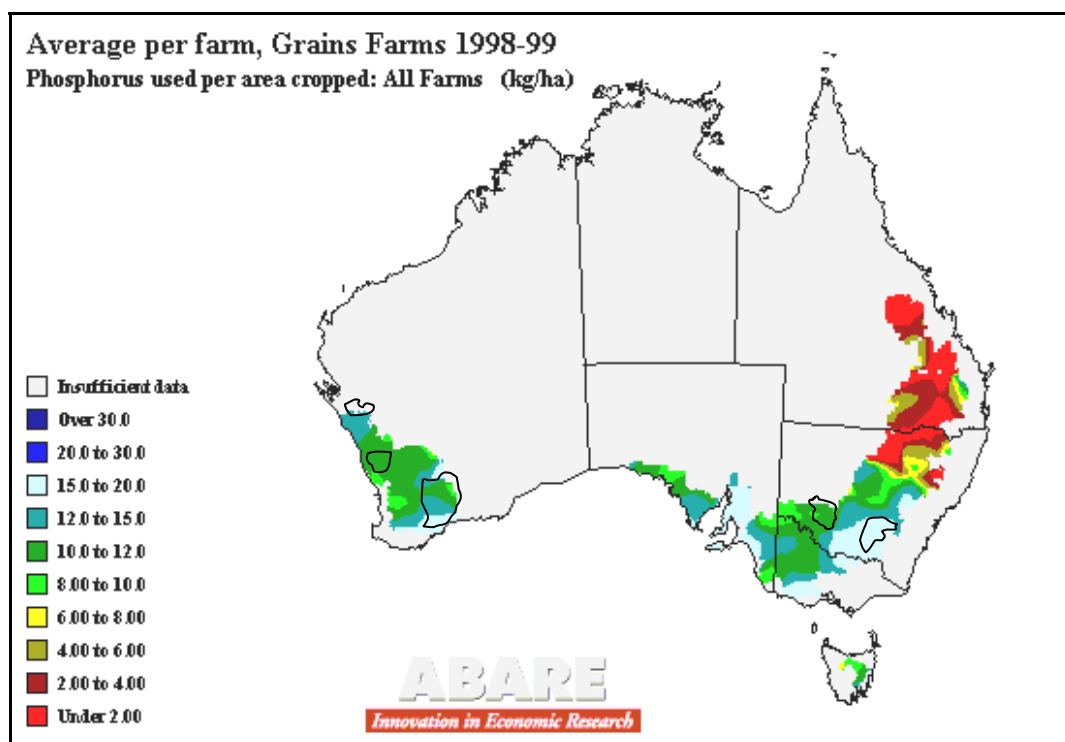 Average per farm, Grains Farms 1998-99
Phosphorus used per area cropped: All Farms (kg/ha)
Insufficient data
Over 30.0
20.0 to 30.0
15.0 to 20.0
12.0 to 15.0
10.0 to 12.0
8.00 to 10.0
6.00 to 8.00
4.00 to 6.00
2.00 to 4.00
Under 2.00
ABARE
Innovation in Economic Research